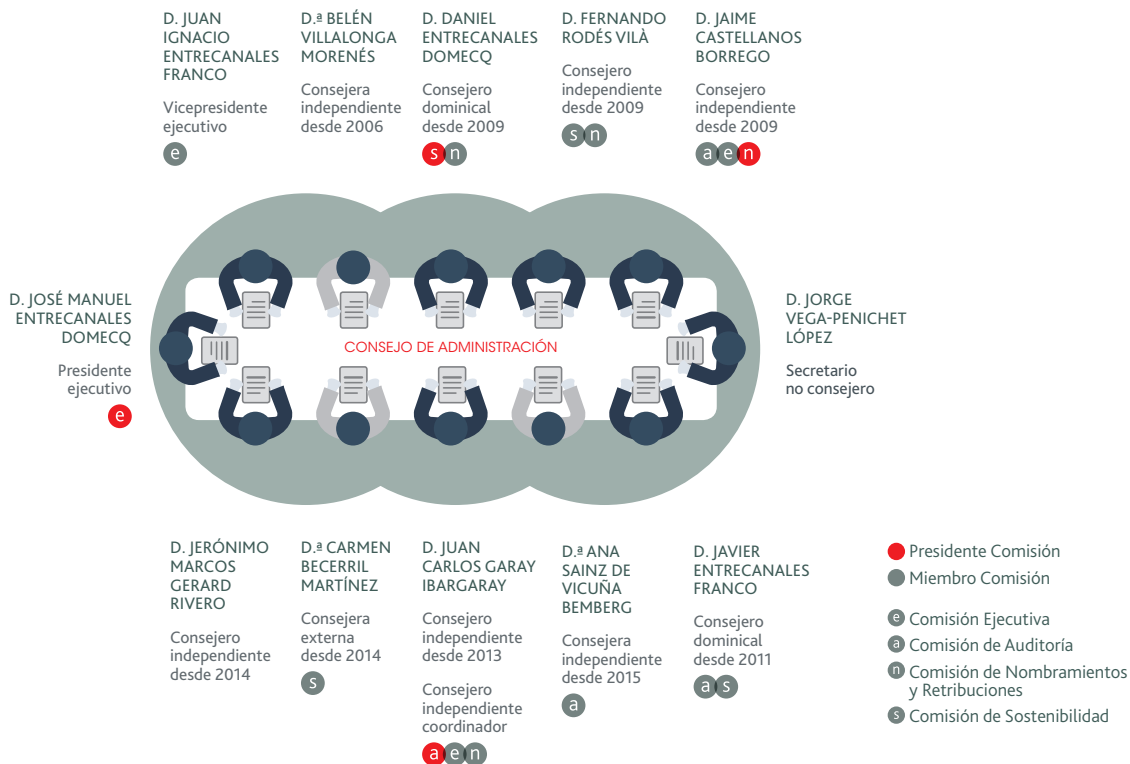 D. JUAN
IGNACIO
ENTRECANALES
FRANCO
Vicepresidente
ejecutivo
e
D.ª BELÉN
VILLALONGA
MORENÉS
Consejera
independiente
desde 2006
D. DANIEL
ENTRECANALES
DOMECQ
Consejero
dominical
desde 2009
s n
D. FERNANDO
RODÉS VILÀ
Consejero
independiente
desde 2009
s n
D. JAIME
CASTELLANOS
BORREGO
Consejero
independiente
desde 2009
a e n
D. JOSÉ MANUEL
ENTRECANALES
DOMECQ
Presidente
ejecutivo
e
CONSEJO DE ADMINISTRACIÓN
D. JORGE
VEGA-PENICHET
LÓPEZ
Secretario
no consejero
D. JERÓNIMO
MARCOS
GERARD
RIVERO
Consejero
independiente
desde 2014
D.ª CARMEN
BECERRIL
MARTÍNEZ
Consejera
externa
desde 2014
s
D. JUAN
CARLOS GARAY
IBARGARAY
Consejero
independiente
desde 2013
Consejero
independiente
coordinador
a e n
D.ª ANA
SAINZ DE
VICUÑA
BEMBERG
Consejera
independiente
desde 2015
a
D. JAVIER
ENTRECANALES
FRANCO
Consejero
dominical
desde 2011
a s
Presidente Comisión
Miembro Comisión
e Comisión Ejecutiva
a Comisión de Auditoría
n Comisión de Nombramientos
y Retribuciones
s Comisión de Sostenibilidad